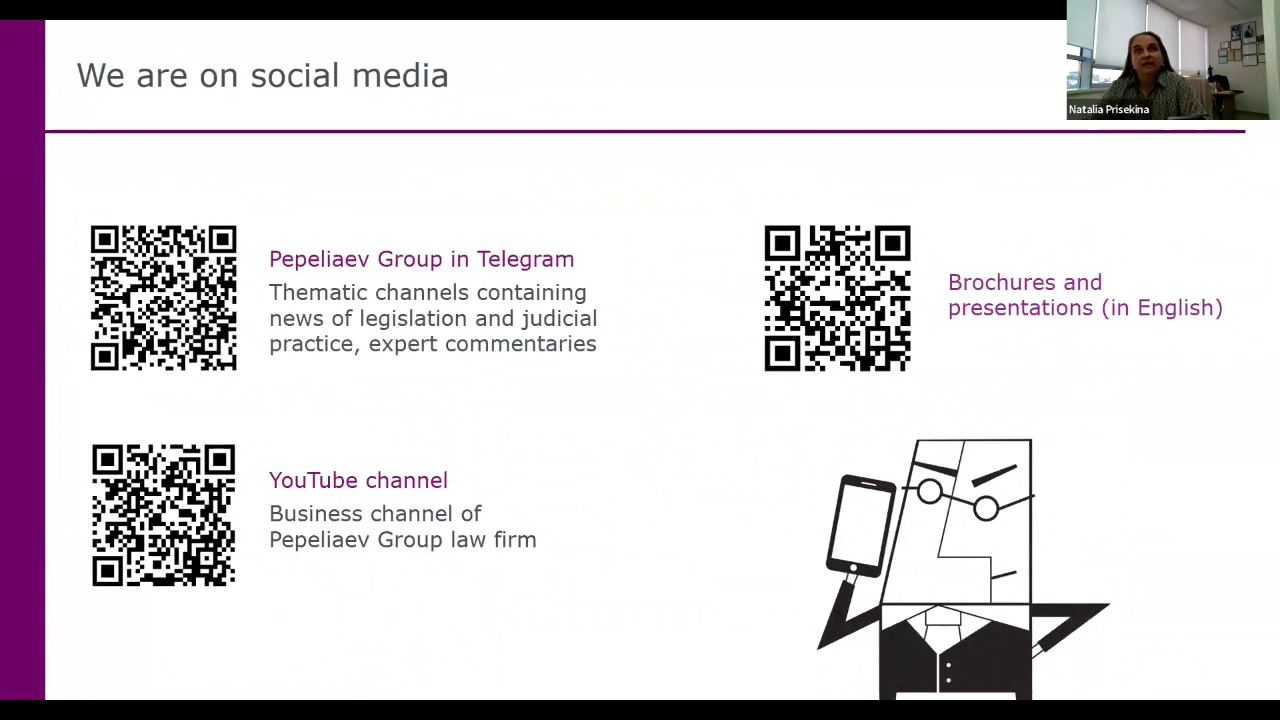 We are on social media
Natalia Prisekina
Pepeliaev Group in Telegram
Thematic channels containing
news of legislation and judicial
practice, expert commentaries
Brochures and
presentations (in English)
YouTube channel
Business channel of
Pepeliaev Group law firm